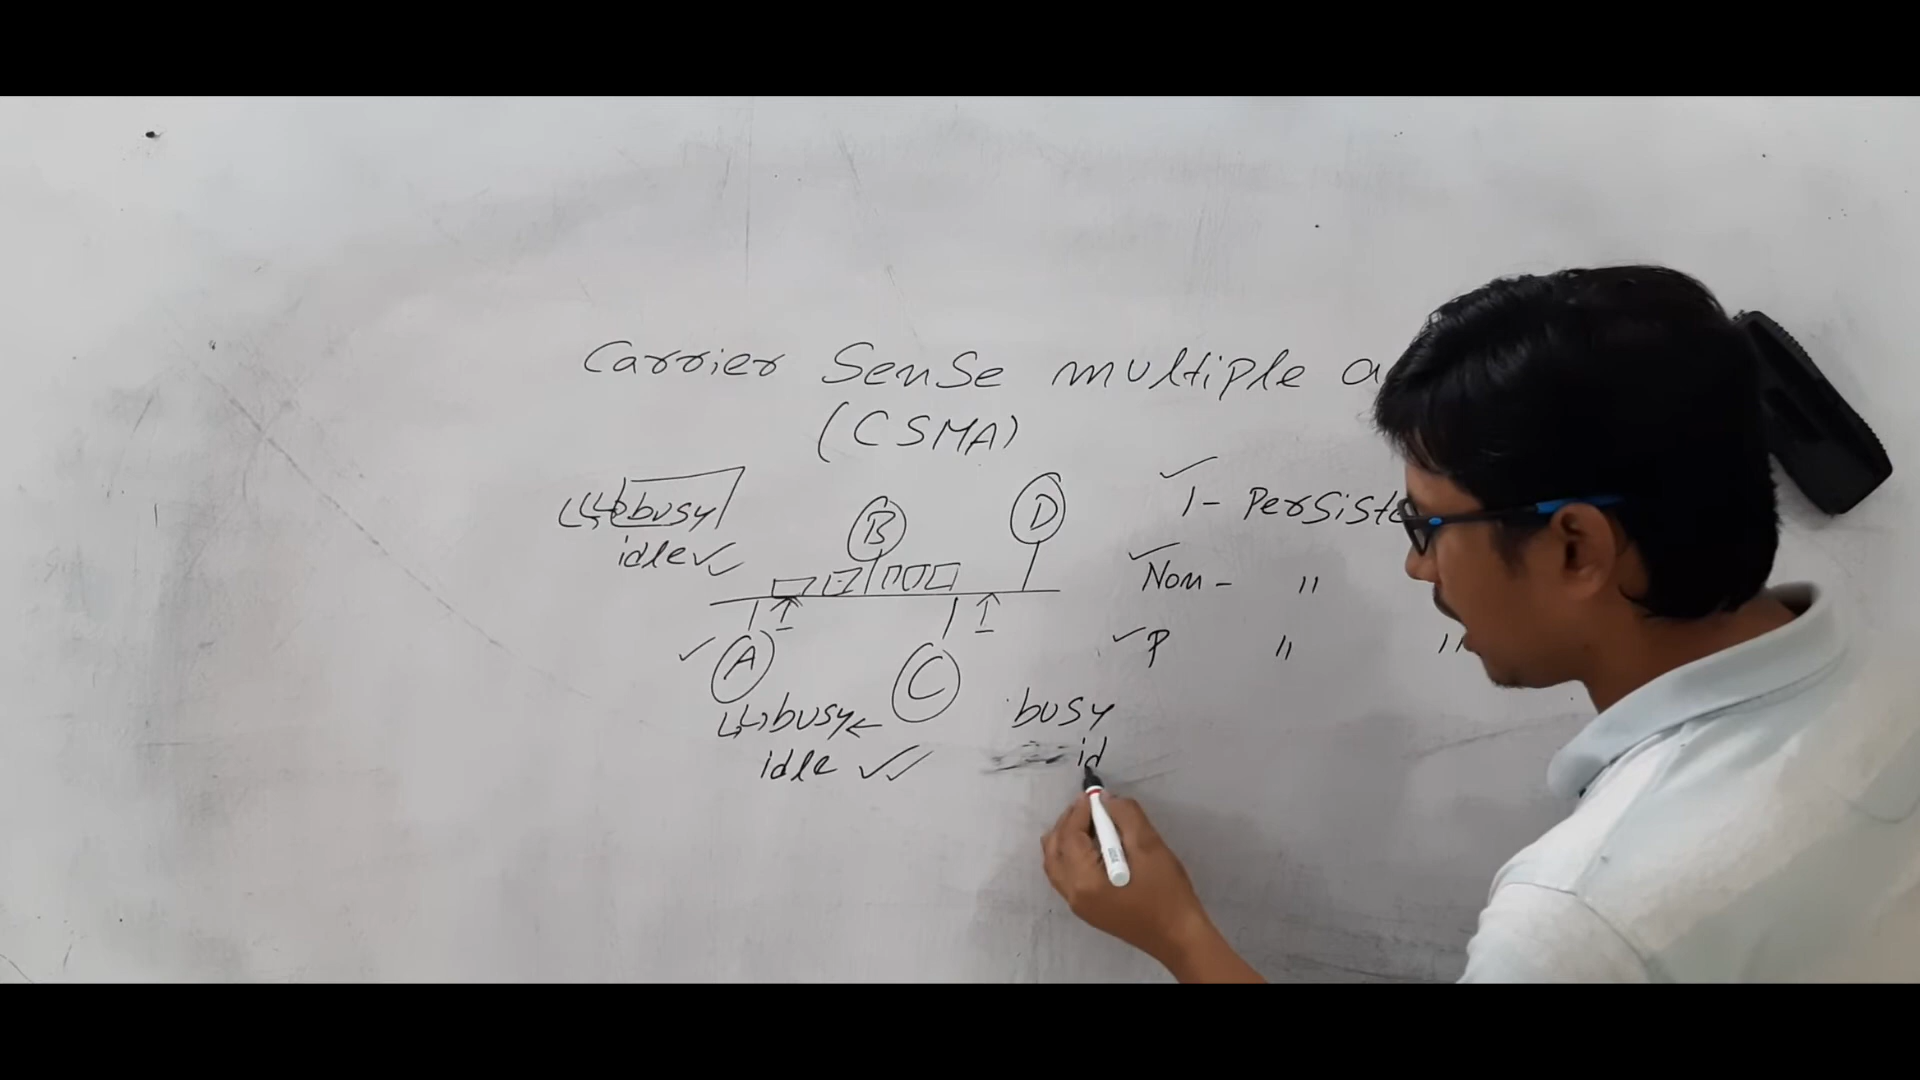 Carrier Sense multiple a
(CSMA)
busy
idle
B
D
A
C
busy
idle
1- Persiste
Non- "
P " "
busy
id